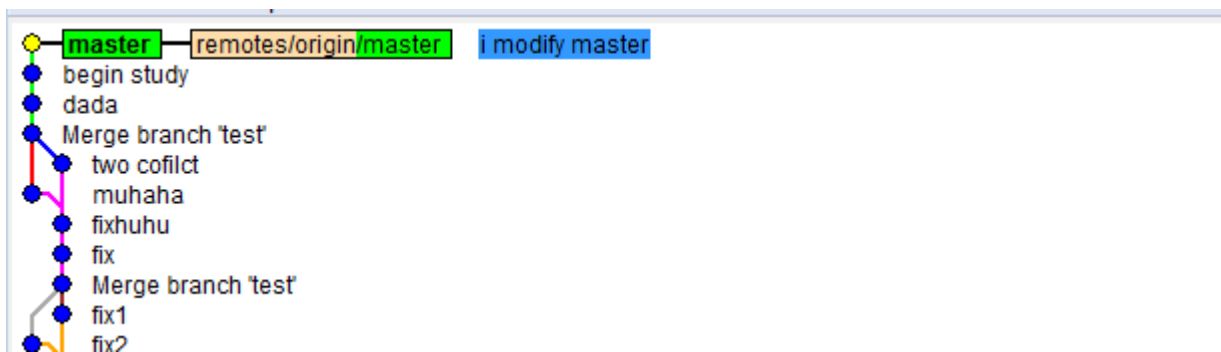 master remotes/origin/master i modify master
begin study
dada
Merge branch 'test'
two cofilct
muhaha
fixhuhu
fix
Merge branch 'test'
fix1
fix2